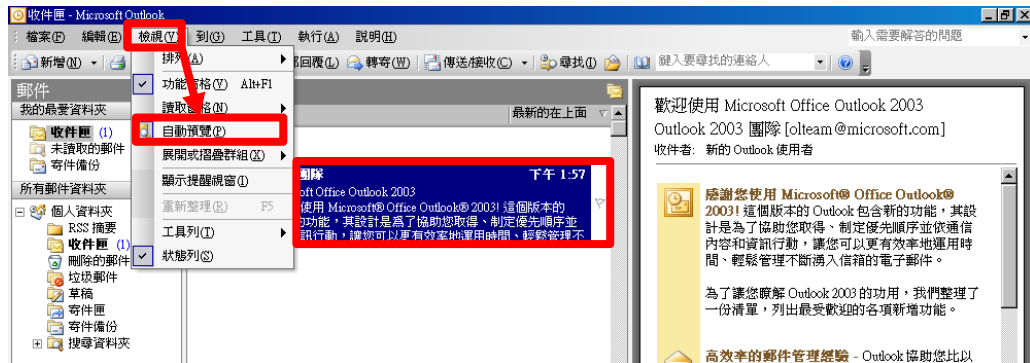 收件匣 - Microsoft Outlook
檔案(F) 編輯(E) 檢視(V) 到(G) 工具(T) 執行(A) 說明(H) 輸入需要解答的問題
新增(N) 回覆(L) 轉寄(W) 傳送/接收(C) 尋找(I) 鍵入要尋找的連絡人
郵件
我的最愛資料夾
收件匣 (1)
未讀取的郵件
寄件備份
所有郵件資料夾
個人資料夾
RSS 摘要
收件匣 (1)
刪除的郵件
垃圾郵件
草稿
寄件匣
寄件備份
搜尋資料夾
排列(A)
功能窗格(V) Alt+F1
讀取窗格(N)
自動預覽(P)
展開或摺疊群組(X)
顯示提醒視窗(I)
重新整理(R) F5
工具列(T)
狀態列(S)
最新的在上面
團隊 下午 1:57
oft Office Outlook 2003
使用 Microsoft® Office Outlook® 2003! 這個版本的
的功能，其設計是為了協助您取得、制定優先順序並
訊行動，讓您可以更有效率地運用時間、輕鬆管理不
歡迎使用 Microsoft Office Outlook 2003
Outlook 2003 團隊 [olteam@microsoft.com]
收件者: 新的 Outlook 使用者
感謝您使用 Microsoft® Office Outlook®
2003! 這個版本的 Outlook 包含新的功能，其設
計是為了協助您取得、制定優先順序並依通信
內容和資訊行動，讓您可以更有效率地運用時
間、輕鬆管理不斷湧入信箱的電子郵件。
為了讓您瞭解 Outlook 2003 的功用，我們整理了
一份清單，列出最受歡迎的各項新增功能。
高效率的郵件管理經驗 - Outlook 協助您比以